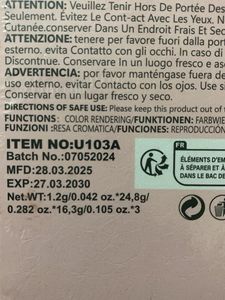 ATTENTION: Veuillez Tenir Hors De Portée Des
Seulement. Évitez Le Cont-act Avec Les Yeux, N
Cutanée.conserver Dans Un Endroit Frais Et Sec
ATTENZIONE: tenere per favore fuori dalla port
esterno, evitar Contatto con gli occhi. In caso di
Discontnue. Conservare in un luogo fresco e asc
ADVERTENCIA: por favor manténgase fuera de
uso externo, evitar Contacto con los ojos. Use si
Conservar en lugar fresco y seco.
DIRECTIONS OF SAFE USE: Please keep this product out of
FUNCTIONS : COLOR RENDERING/FUNKTIONEN: FARBWIE
FUNZIONI :RESA CROMATICA/ FUNCIONES: REPRODUCCIÓN
ITEM NO:U103A
Batch No.:07052024
MFD:28.03.2025
EXP:27.03.2030
Net.WT:1.2g/0.042 oz.*24,8g/
0.282 oz.*16,3g/0.105 oz*3
FR
ÉLÉMENTS D'EM
À SÉPARER ET À
DANS LE BAC DE